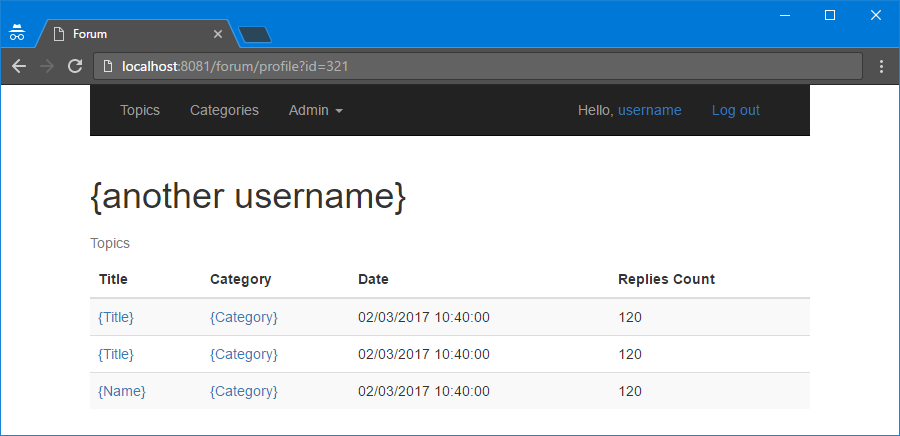 Forum
localhost:8081/forum/profile?id=321
Topics Categories Admin Hello, username Log out
{another username}
Topics
Title Category Date Replies Count
{Title} {Category} 02/03/2017 10:40:00 120
{Title} {Category} 02/03/2017 10:40:00 120
{Name} {Category} 02/03/2017 10:40:00 120